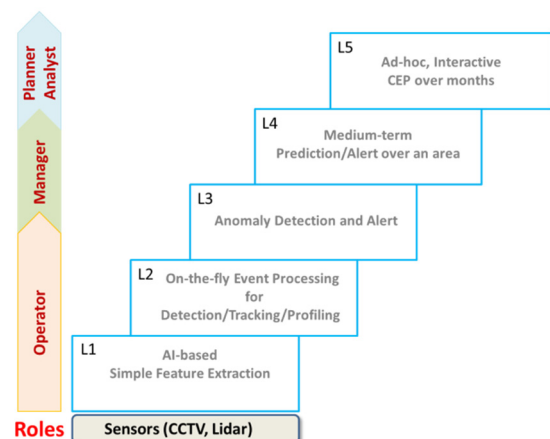 L5
Ad-hoc, Interactive
CEP over months
L4
Medium-term
Prediction/Alert over an area
L3
Anomaly Detection and Alert
L2
On-the-fly Event Processing
for
Detection/Tracking/Profiling
L1
AI-based
Simple Feature Extraction
Planner
Analyst
Manager
Operator
Roles
Sensors (CCTV, Lidar)